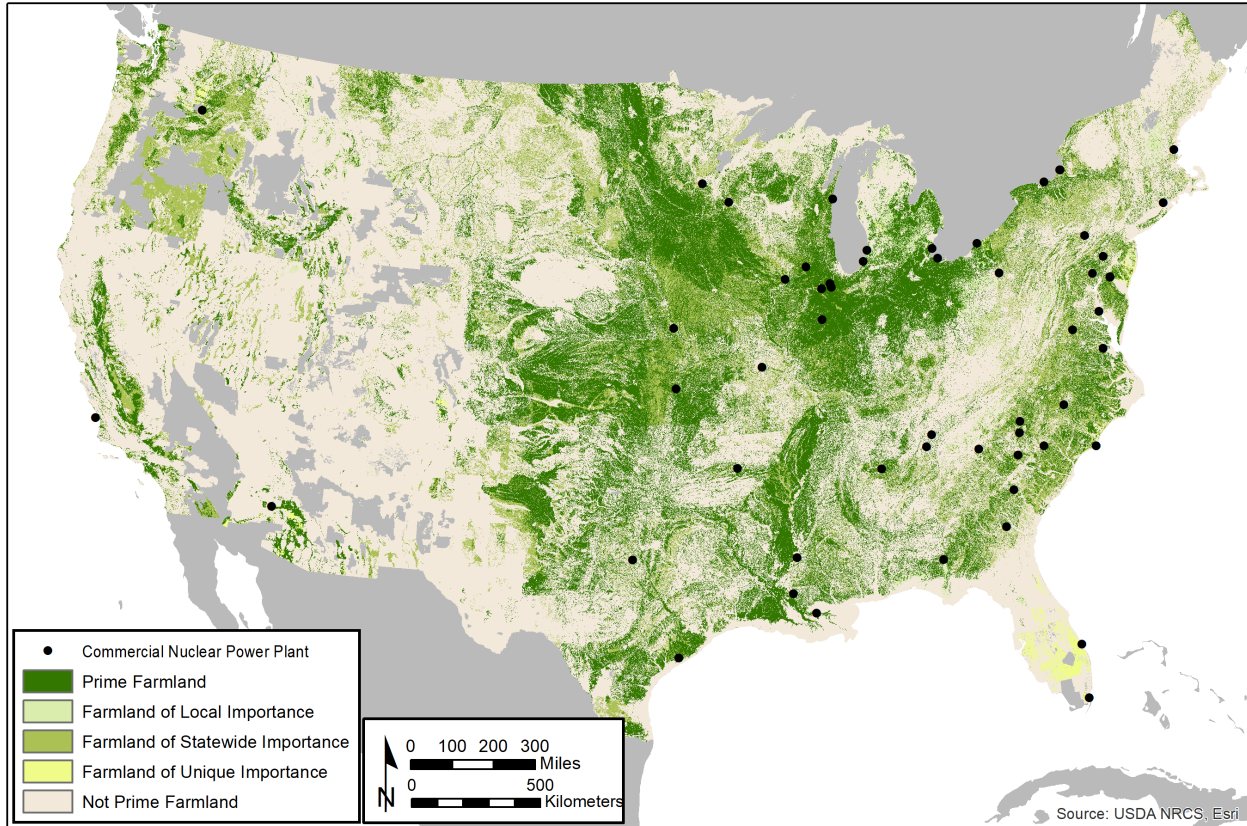 Commercial Nuclear Power Plant
Prime Farmland
Farmland of Local Importance
Farmland of Statewide Importance
Farmland of Unique Importance
Not Prime Farmland
N
0 100 200 300
Miles
0 500
Kilometers
Source: USDA NRCS, Esri